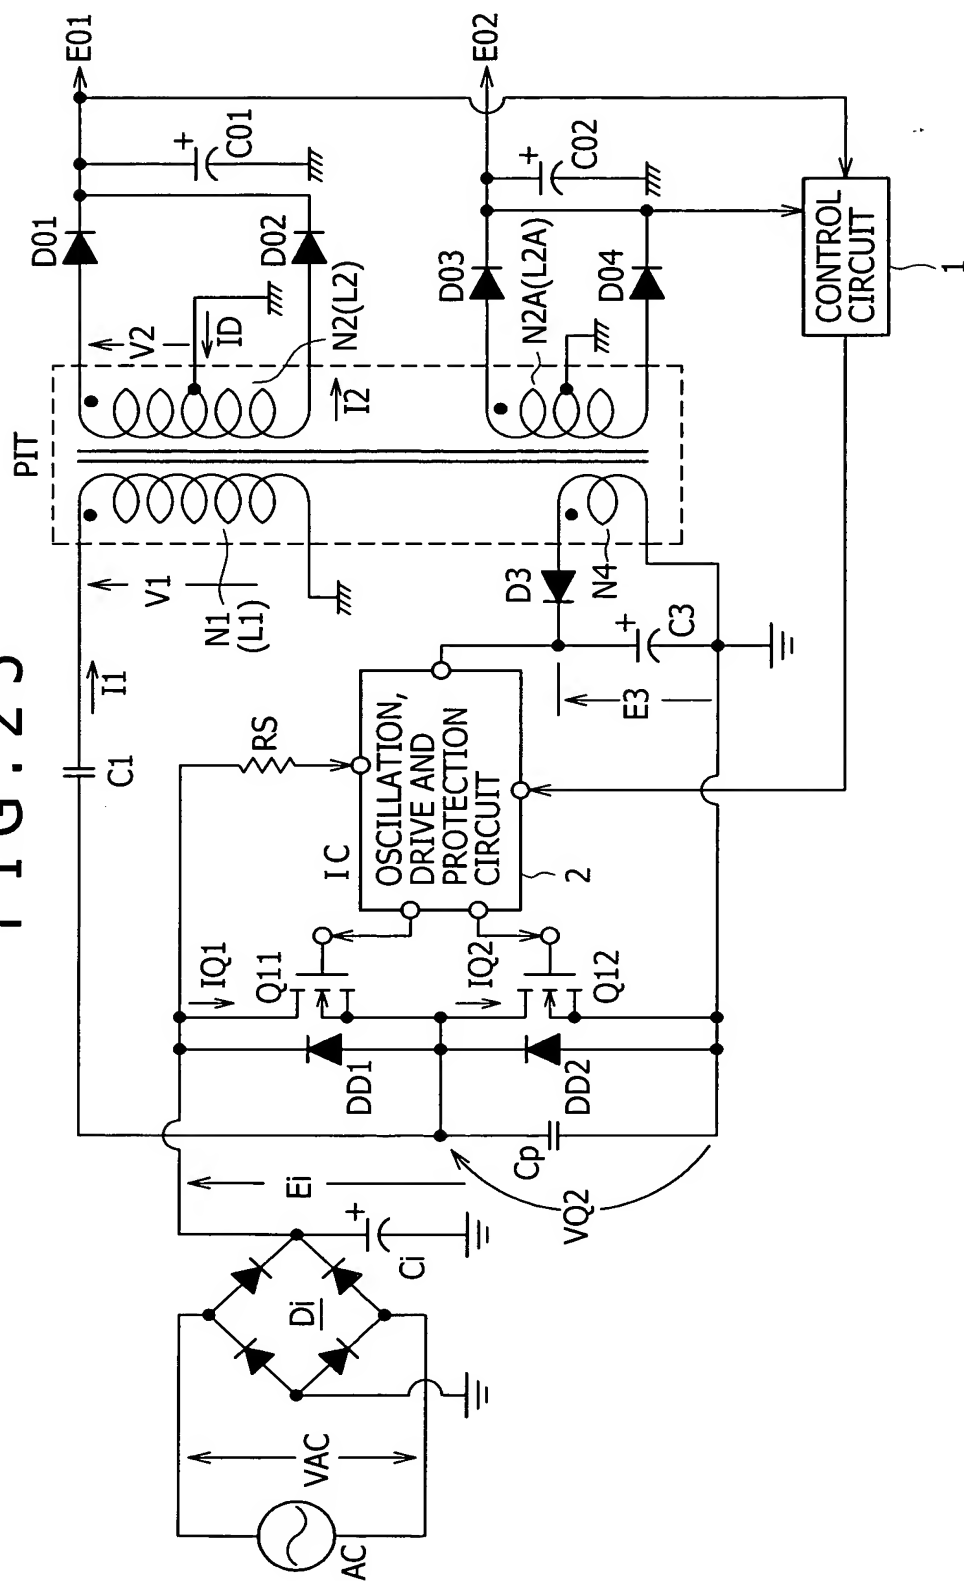 FIG.25
PIT
E01
E02
D01
D02
C01
V2
ID
N2(L2)
I2
D03
D04
C02
N2A(L2A)
CONTROL
CIRCUIT
1
C1
I1
V1
N1
(L1)
N4
D3
C3
E3
RS
IC
OSCILLATION,
DRIVE AND
PROTECTION
CIRCUIT
2
IQ1
Q11
IQ2
Q12
DD1
DD2
Cp
VQ2
Ei
Ci
Di
VAC
AC